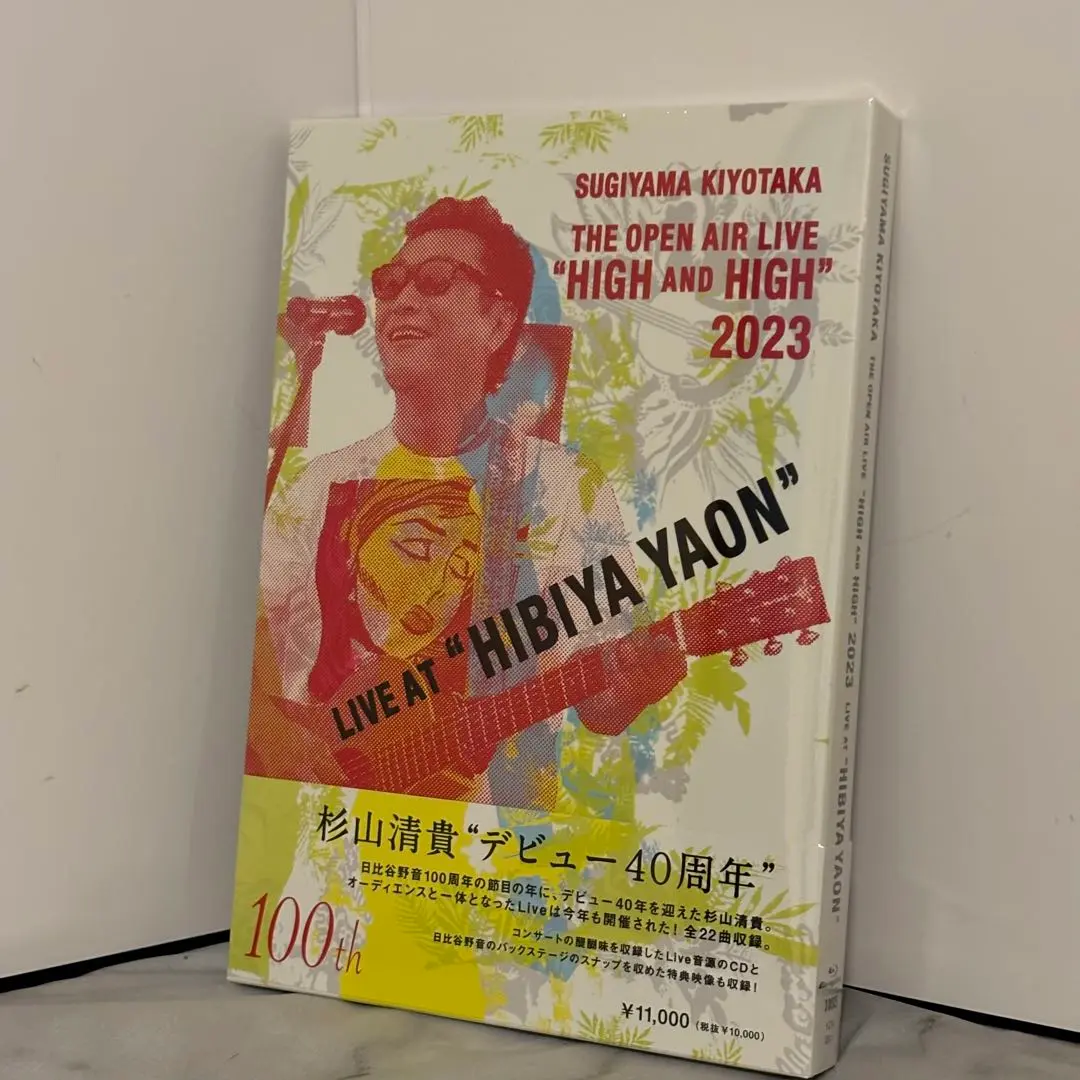 SUGIYAMA KIYOTAKA
THE OPEN AIR LIVE
“HIGH AND HIGH”
2023
LIVE AT “HIBIYA YAON”
杉山清貴“デビュー40周年”
日比谷野音100周年の節目の年に、デビュー40年を迎えた杉山清貴。
オーディエンスと一体となったLiveは今年も開催された！全22曲収録。
コンサートの醍醐味を収録したLive音源のCDと
日比谷野音のバックステージのスナップを収めた特典映像も収録！
100th
¥11,000（税抜¥10,000）
SUGIYAMA KIYOTAKA THE OPEN AIR LIVE “HIGH AND HIGH” 2023 LIVE AT “HIBIYA YAON”